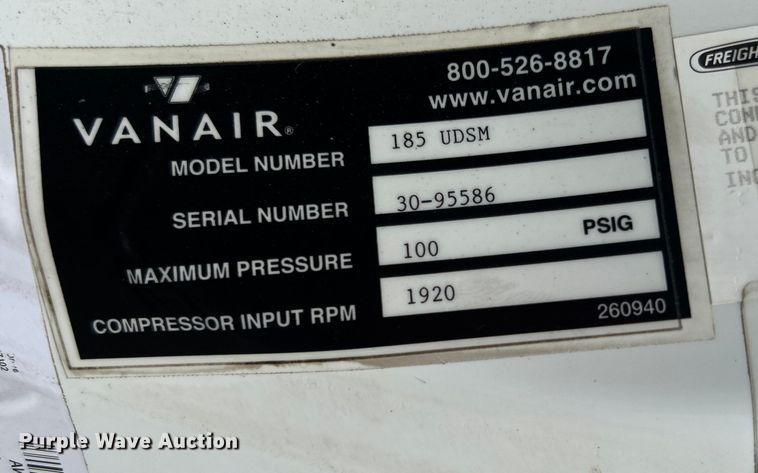 800-526-8817
www.vanair.com
VANAIR®
MODEL NUMBER 185 UDSM
SERIAL NUMBER 30-95586
MAXIMUM PRESSURE 100 PSIG
COMPRESSOR INPUT RPM 1920
260940
FREIGH
THIS
COM
AND
TO
IN
Purple Wave Auction